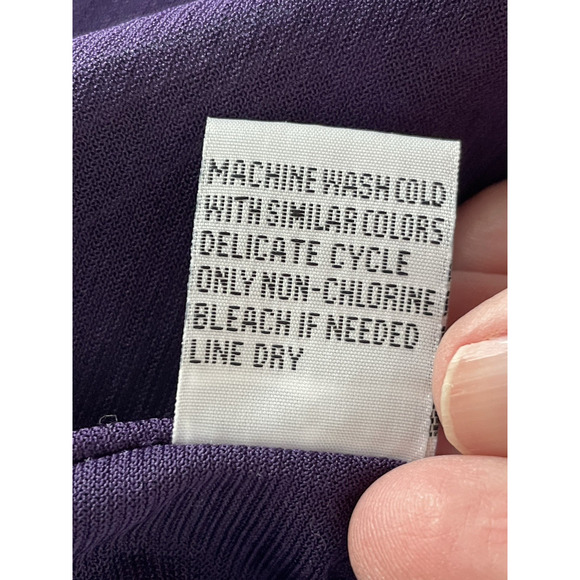 MACHINE WASH COLD
WITH SIMILAR COLORS
DELICATE CYCLE
ONLY NON-CHLORINE
BLEACH IF NEEDED
LINE DRY